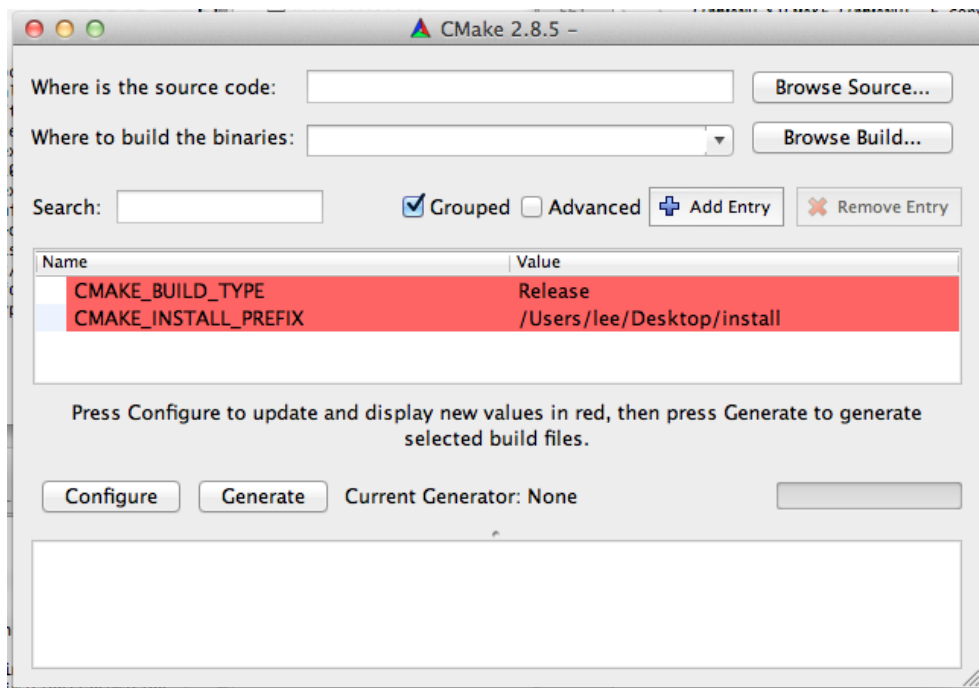 CMake 2.8.5 –
Where is the source code:
Browse Source...
Where to build the binaries:
Browse Build...
Search:
Grouped
Advanced
Add Entry
Remove Entry
Name Value
CMAKE_BUILD_TYPE Release
CMAKE_INSTALL_PREFIX /Users/lee/Desktop/install
Press Configure to update and display new values in red, then press Generate to generate
selected build files.
Configure
Generate
Current Generator: None